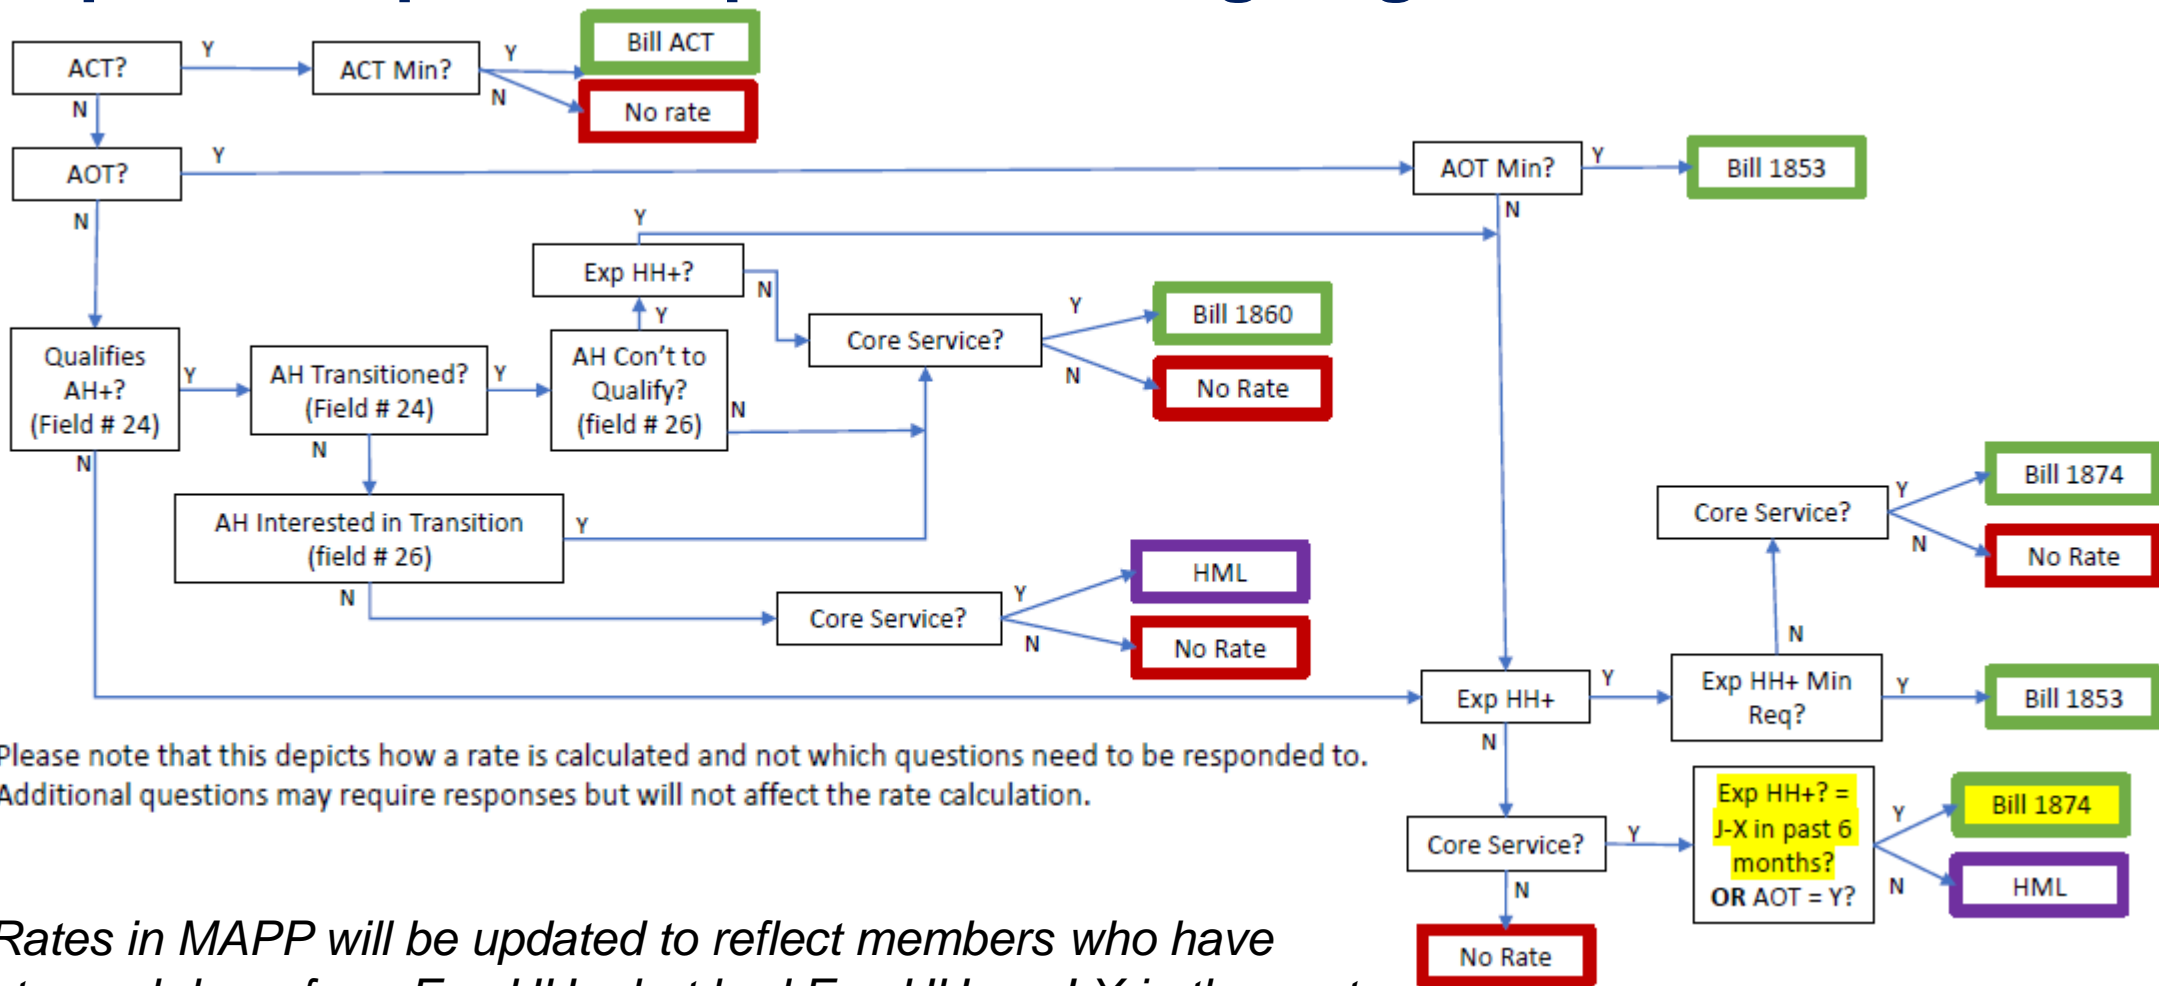 ACT?
Y
ACT Min?
Y
Bill ACT
N
No rate
N
AOT?
Y
AOT Min?
Y
Bill 1853
N
N
Y
Exp HH+?
N
Y
Core Service?
Y
Bill 1860
N
No Rate
Qualifies
AH+?
(Field # 24)
Y
AH Transitioned?
(Field # 24)
Y
AH Con't to
Qualify?
(field # 26)
N
N
N
AH Interested in Transition
(field # 26)
Y
N
Core Service?
Y
HML
N
No Rate
Core Service?
Y
Bill 1874
N
No Rate
N
Exp HH+
Y
Exp HH+ Min
Req?
Y
Bill 1853
N
Please note that this depicts how a rate is calculated and not which questions need to be responded to.
Additional questions may require responses but will not affect the rate calculation.
Core Service?
Y
Exp HH+? =
J-X in past 6
months?
OR AOT = Y?
Y
Bill 1874
N
HML
N
No Rate
Rates in MAPP will be updated to reflect members who have